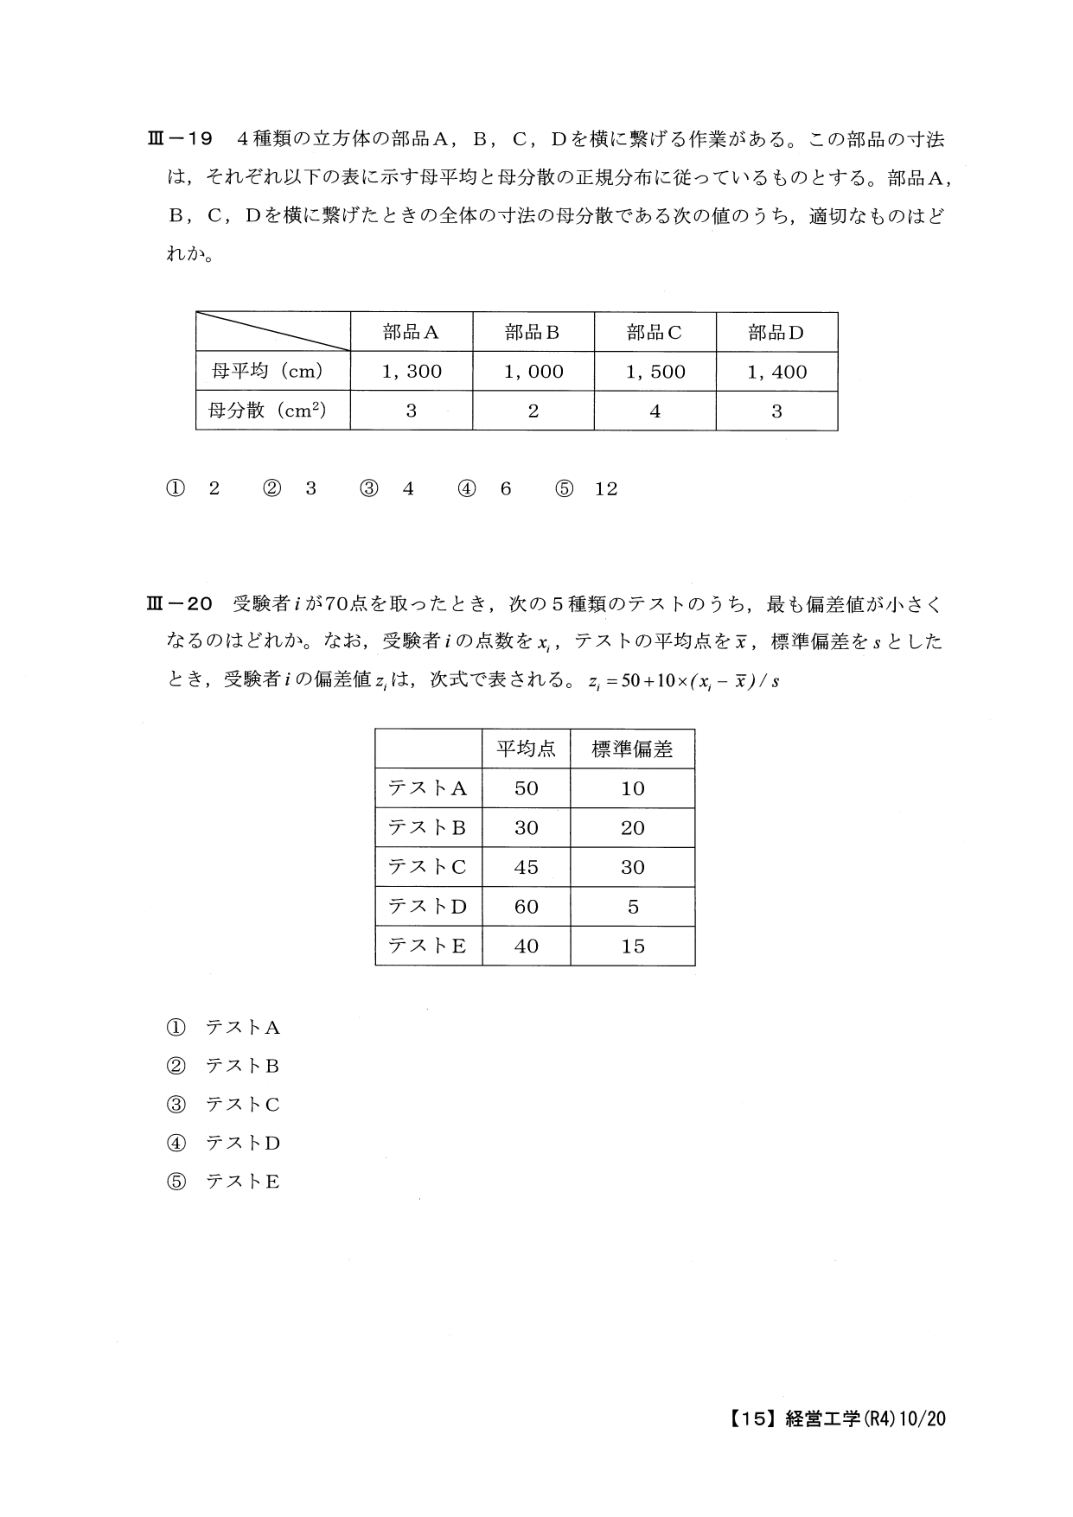 Ⅲ－19　4種類の立方体の部品A，B，C，Dを横に繋げる作業がある。この部品の寸法
は，それぞれ以下の表に示す母平均と母分散の正規分布に従っているものとする。部品A，
B，C，Dを横に繋げたときの全体の寸法の母分散である次の値のうち，適切なものはど
れか。
部品A　部品B　部品C　部品D
母平均（cm）　1, 300　1, 000　1, 500　1, 400
母分散（cm²）　3　2　4　3
①　2　②　3　③　4　④　6　⑤　12
Ⅲ－20　受験者iが70点を取ったとき，次の5種類のテストのうち，最も偏差値が小さく
なるのはどれか。なお，受験者iの点数をxᵢ，テストの平均点をx̅，標準偏差をsとした
とき，受験者iの偏差値zᵢは，次式で表される。zᵢ＝50＋10×(xᵢ－x̅)/s
平均点　標準偏差
テストA　50　10
テストB　30　20
テストC　45　30
テストD　60　5
テストE　40　15
①　テストA
②　テストB
③　テストC
④　テストD
⑤　テストE
【15】経営工学(R4)10/20